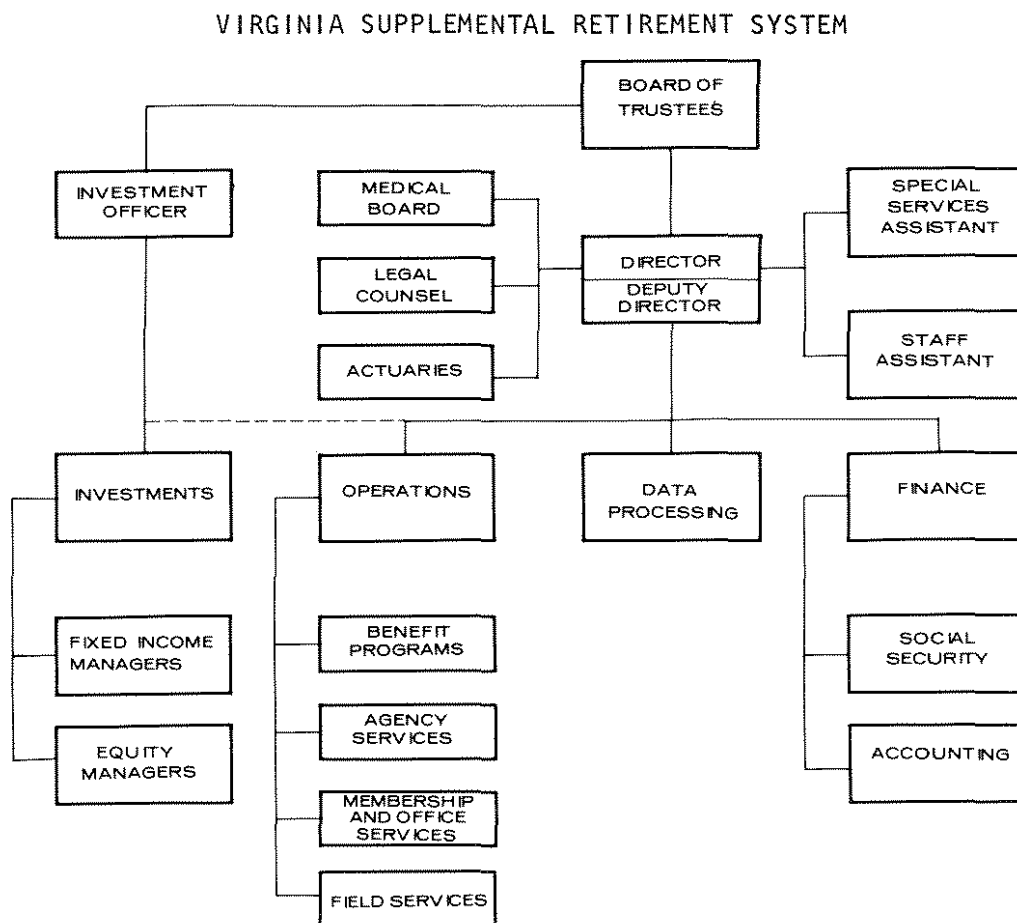 VIRGINIA SUPPLEMENTAL RETIREMENT SYSTEM
BOARD OF
TRUSTEES
INVESTMENT
OFFICER
MEDICAL
BOARD
SPECIAL
SERVICES
ASSISTANT
DIRECTOR
DEPUTY
DIRECTOR
LEGAL
COUNSEL
ACTUARIES
STAFF
ASSISTANT
INVESTMENTS
OPERATIONS
DATA
PROCESSING
FINANCE
FIXED INCOME
MANAGERS
BENEFIT
PROGRAMS
SOCIAL
SECURITY
EQUITY
MANAGERS
AGENCY
SERVICES
ACCOUNTING
MEMBERSHIP
AND OFFICE
SERVICES
FIELD SERVICES